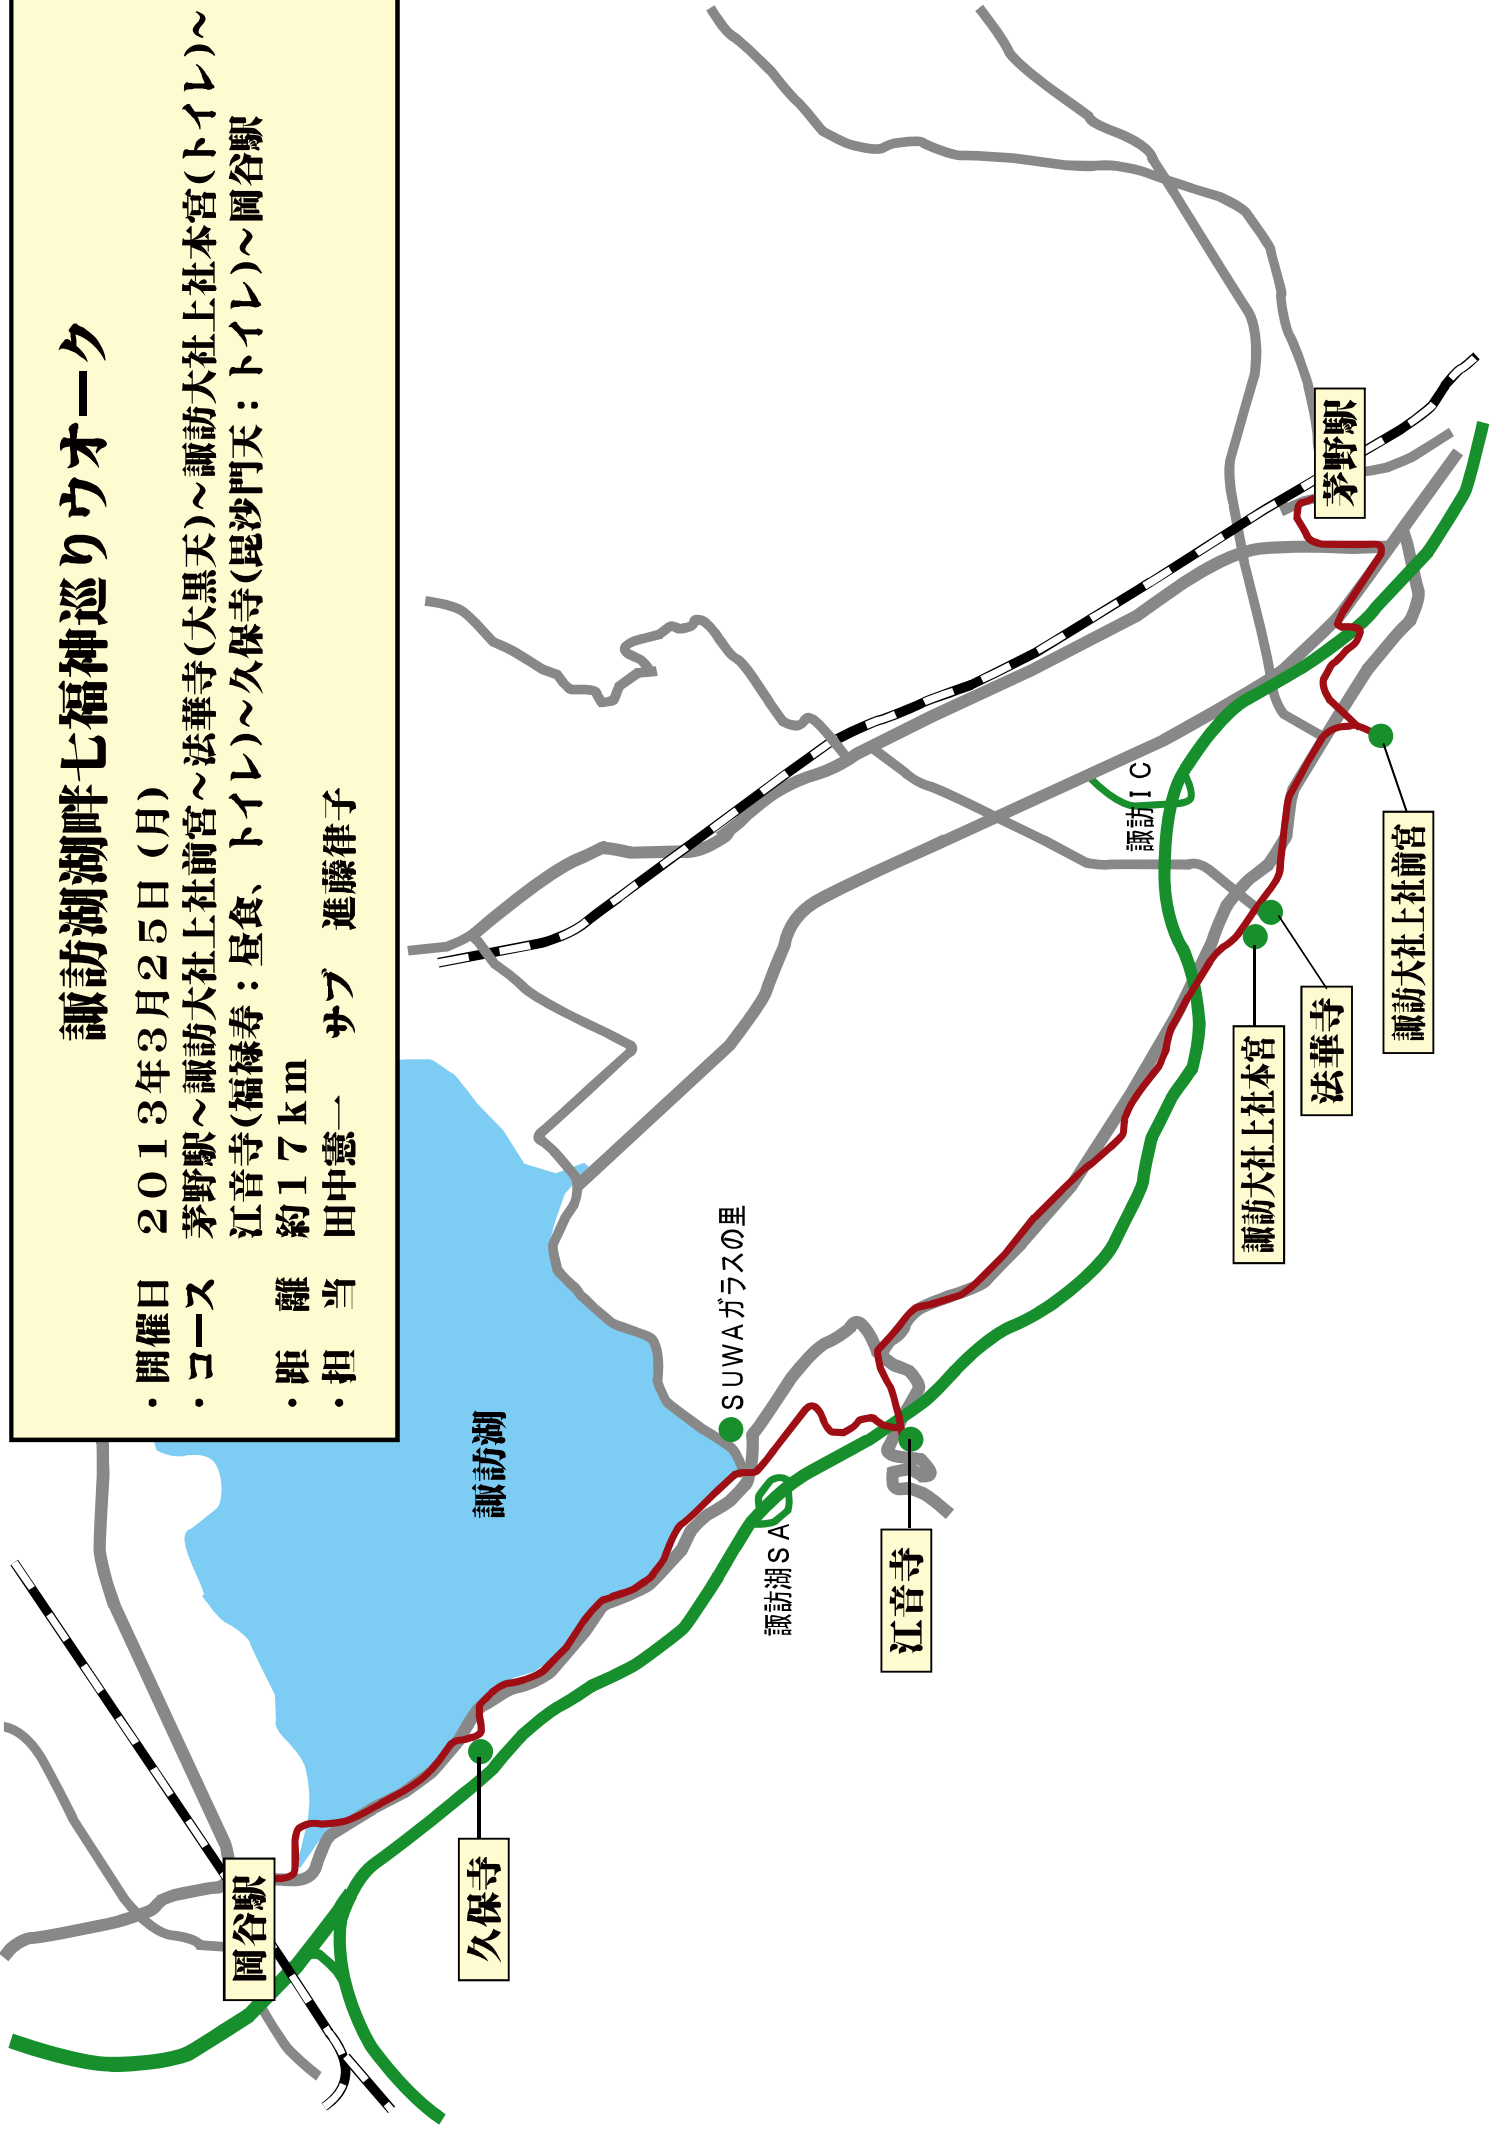 諏訪湖湖畔七福神巡りウオーク
・開催日　２０１３年３月２５日（月）
・コース　茅野駅～諏訪大社上社前宮～法華寺(大黒天)～諏訪大社上社本宮(トイレ)～
江音寺(福禄寿：昼食、トイレ)～久保寺(毘沙門天：トイレ)～岡谷駅
・距　離　約１７ｋｍ
・担　当　田中憲一　サブ　進藤律子
諏訪湖
ＳＵＷＡガラスの里
諏訪ＩＣ
茅野駅
諏訪大社上社前宮
法華寺
諏訪大社上社本宮
諏訪湖ＳＡ
江音寺
久保寺
岡谷駅